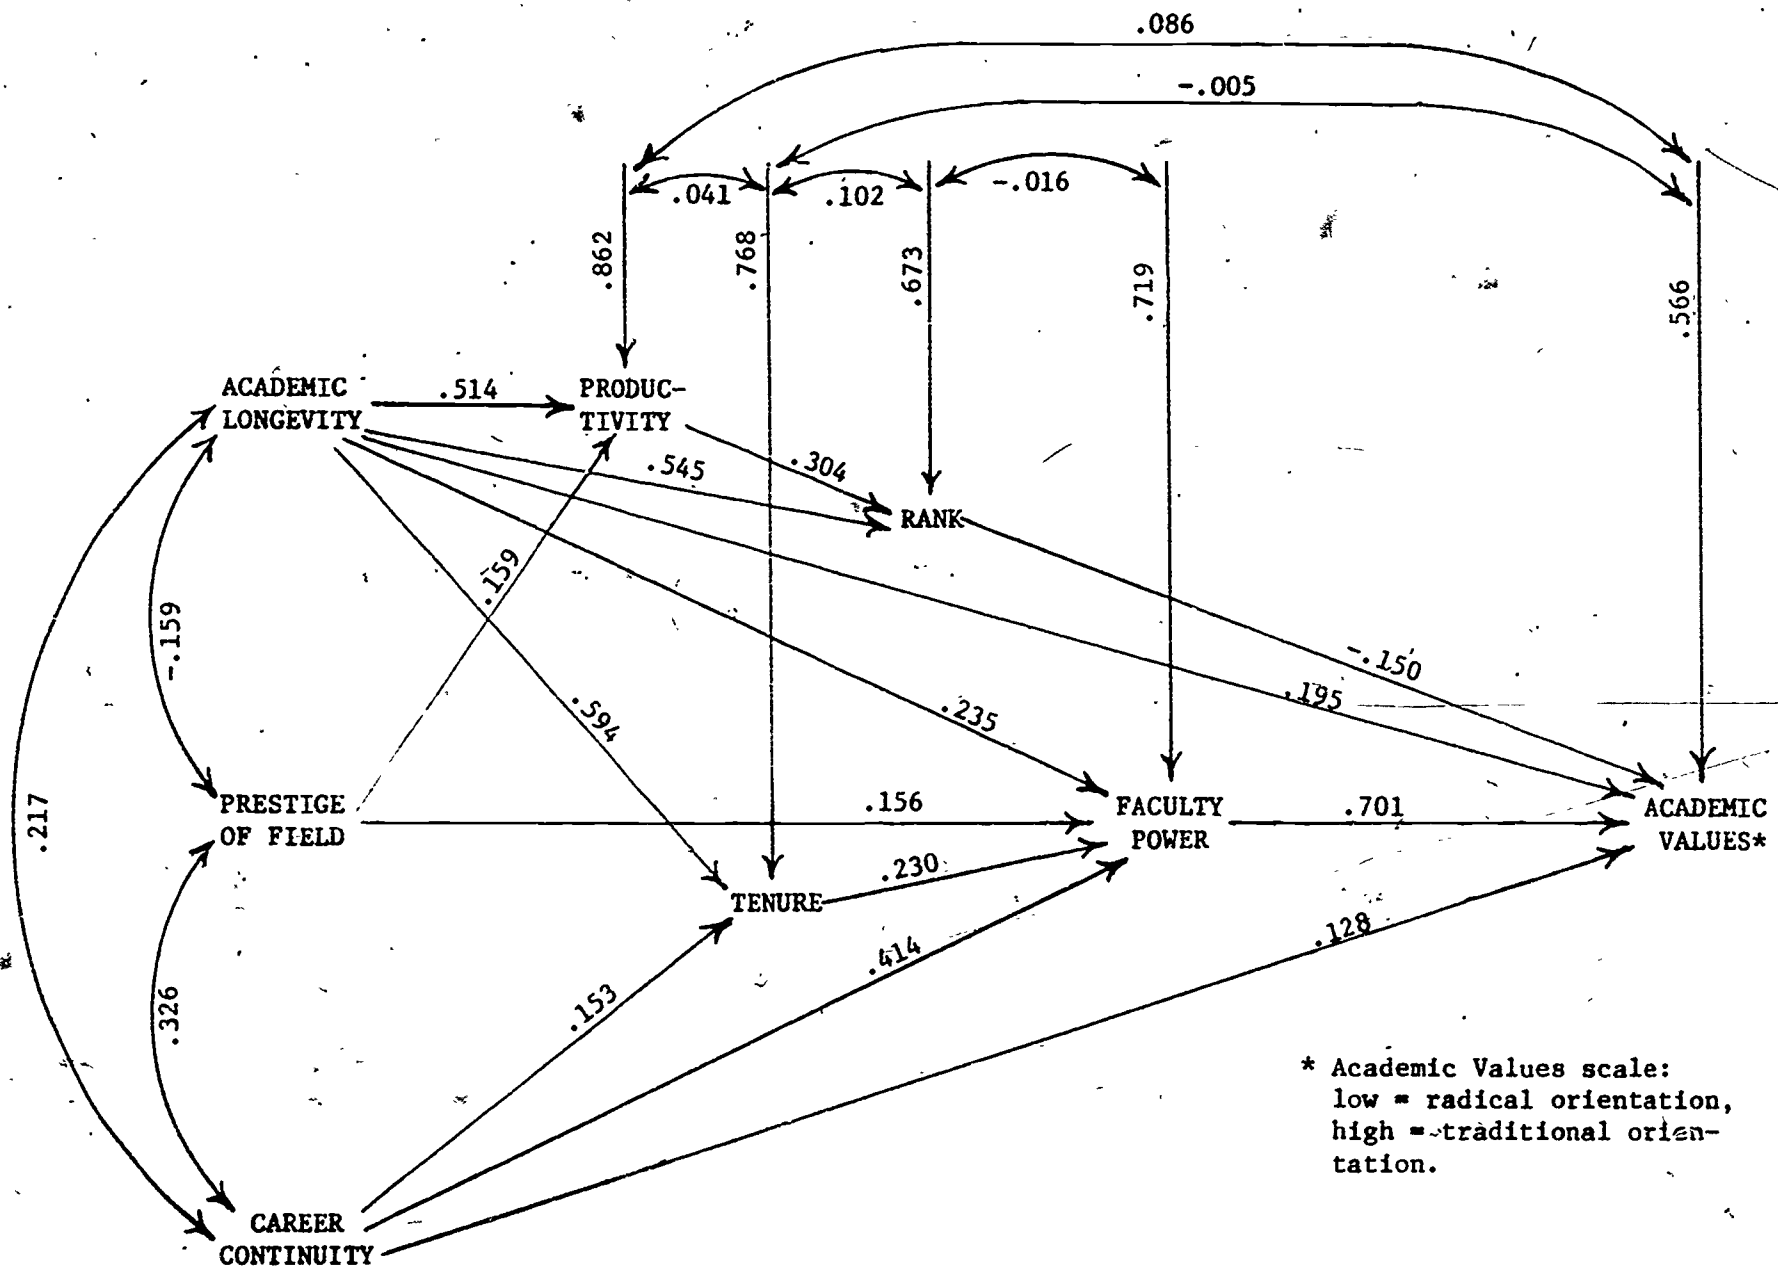 .086
-.005
.041
.102
-.016
.862
.768
.673
.719
.566
ACADEMIC
LONGEVITY
.514
PRODUC-
TIVITY
.545
.304
RANK
.159
-.159
-.150
.195
.594
.235
.217
PRESTIGE
OF FIELD
.156
FACULTY
POWER
.701
ACADEMIC
VALUES*
.230
TENURE
.414
.128
.326
.153
* Academic Values scale:
low = radical orientation,
high = traditional orien-
tation.
CAREER
CONTINUITY